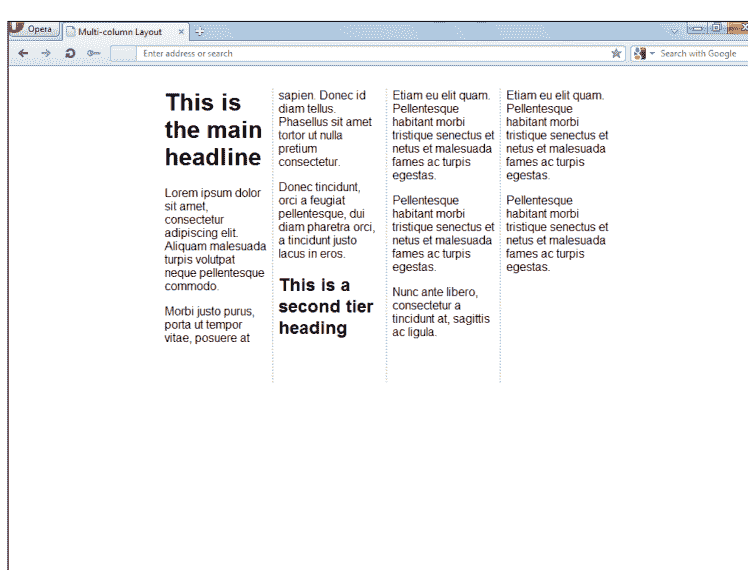 Opera
Multi-column Layout
Enter address or search
Search with Google
This is
the main
headline
Lorem ipsum dolor
sit amet,
consectetur
adipiscing elit.
Aliquam malesuada
turpis volutpat
neque pellentesque
commodo.
Morbi justo purus,
porta ut tempor
vitae, posuere at
sapien. Donec id
diam tellus.
Phasellus sit amet
tortor ut nulla
pretium
consectetur.
Donec tincidunt,
orci a feugiat
pellentesque, dui
diam pharetra orci,
a tincidunt justo
lacus in eros.
This is a
second tier
heading
Etiam eu elit quam.
Pellentesque
habitant morbi
tristique senectus et
netus et malesuada
fames ac turpis
egestas.
Pellentesque
habitant morbi
tristique senectus et
netus et malesuada
fames ac turpis
egestas.
Nunc ante libero,
consectetur a
tincidunt at, sagittis
ac ligula.
Etiam eu elit quam.
Pellentesque
habitant morbi
tristique senectus et
netus et malesuada
fames ac turpis
egestas.
Pellentesque
habitant morbi
tristique senectus et
netus et malesuada
fames ac turpis
egestas.